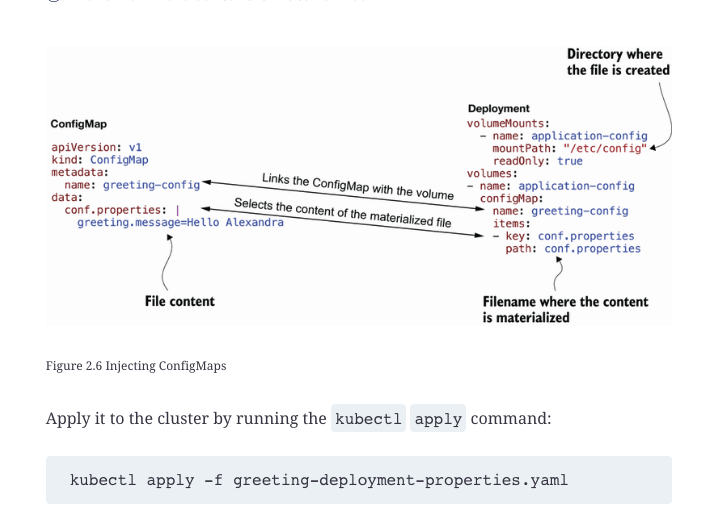 Directory where
the file is created
ConfigMap
apiVersion: v1
kind: ConfigMap
metadata:
  name: greeting-config
data:
  conf.properties: |
    greeting.message=Hello Alexandra
Links the ConfigMap with the volume
Selects the content of the materialized file
Deployment
volumeMounts:
  - name: application-config
    mountPath: "/etc/config"
    readOnly: true
volumes:
- name: application-config
  configMap:
    name: greeting-config
    items:
    - key: conf.properties
      path: conf.properties
File content
Filename where the content
is materialized
Figure 2.6 Injecting ConfigMaps
Apply it to the cluster by running the kubectl apply command:
kubectl apply -f greeting-deployment-properties.yaml